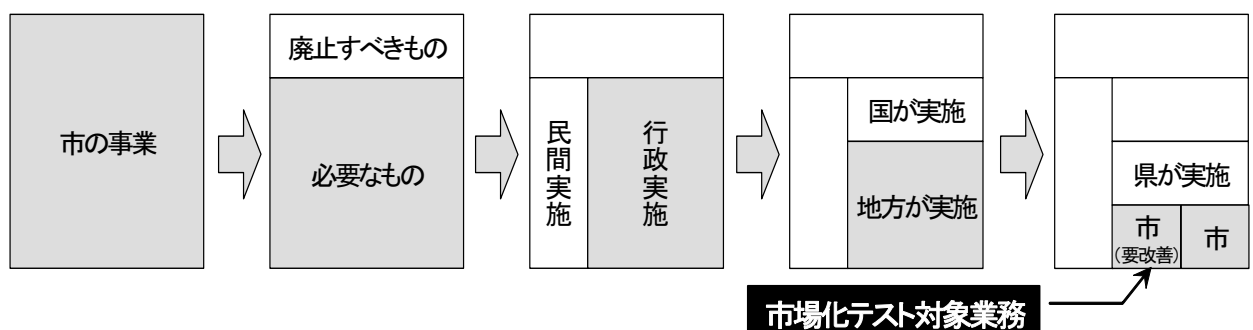 市の事業
廃止すべきもの
必要なもの
民間実施
行政実施
国が実施
地方が実施
県が実施
市
(要改善)
市
市場化テスト対象業務